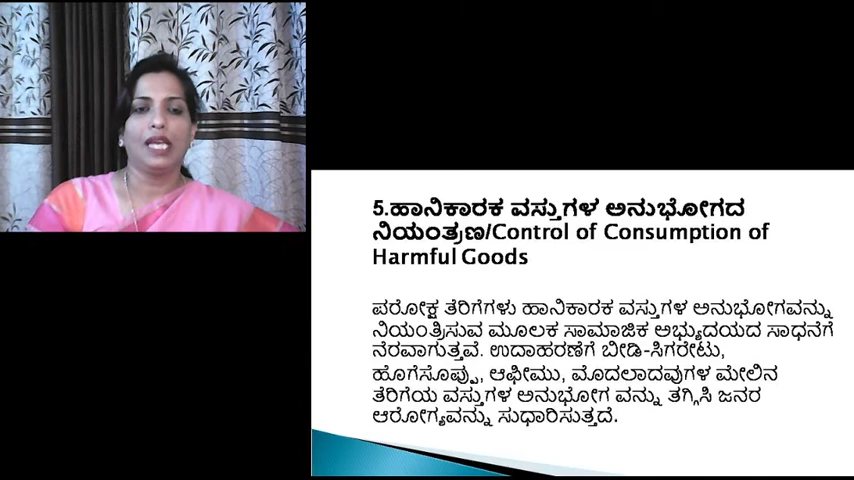 5.ಹಾನಿಕಾರಕ ವಸ್ತುಗಳ ಅನುಭೋಗದ
ನಿಯಂತ್ರಣ/Control of Consumption of
Harmful Goods
ಪರೋಕ್ಷ ತೆರಿಗೆಗಳು ಹಾನಿಕಾರಕ ವಸ್ತುಗಳ ಅನುಭೋಗವನ್ನು
ನಿಯಂತ್ರಿಸುವ ಮೂಲಕ ಸಾಮಾಜಿಕ ಅಭ್ಯುದಯದ ಸಾಧನೆಗೆ
ನೆರವಾಗುತ್ತವೆ. ಉದಾಹರಣೆಗೆ ಬೀಡಿ-ಸಿಗರೇಟು,
ಹೊಗೆಸೊಪ್ಪು, ಆಫೀಮು, ಮೊದಲಾದವುಗಳ ಮೇಲಿನ
ತೆರಿಗೆಯ ವಸ್ತುಗಳ ಅನುಭೋಗ ವನ್ನು ತಗ್ಗಿಸಿ ಜನರ
ಆರೋಗ್ಯವನ್ನು ಸುಧಾರಿಸುತ್ತದೆ.